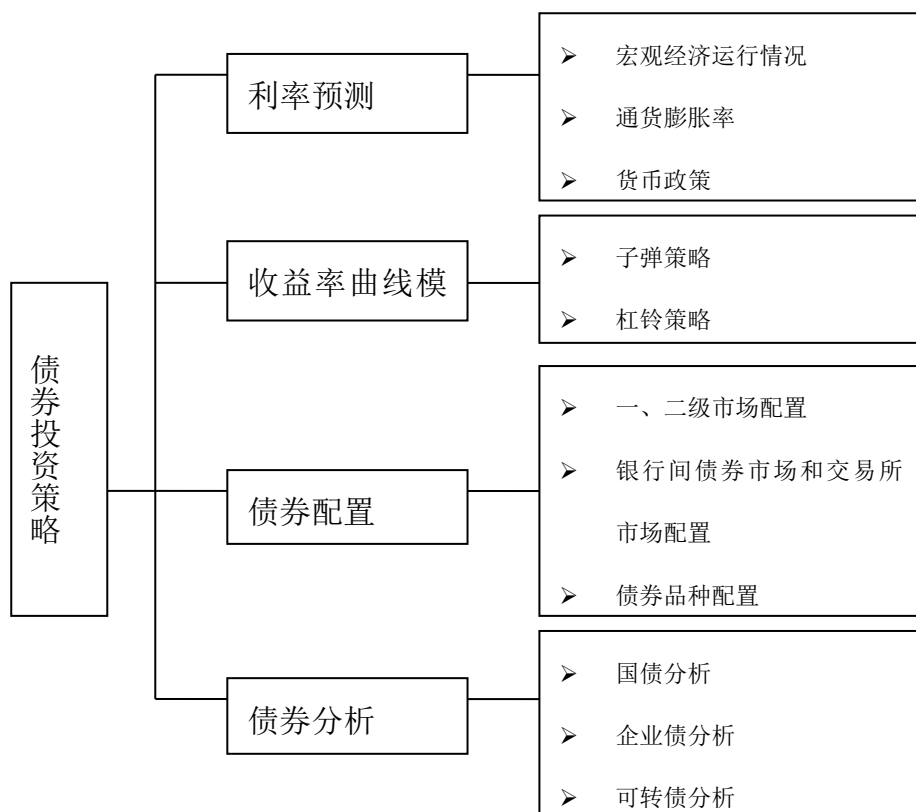 债券投资策略
利率预测
➢ 宏观经济运行情况
➢ 通货膨胀率
➢ 货币政策
收益率曲线模
➢ 子弹策略
➢ 杠铃策略
债券配置
➢ 一、二级市场配置
➢ 银行间债券市场和交易所
市场配置
➢ 债券品种配置
债券分析
➢ 国债分析
➢ 企业债分析
➢ 可转债分析